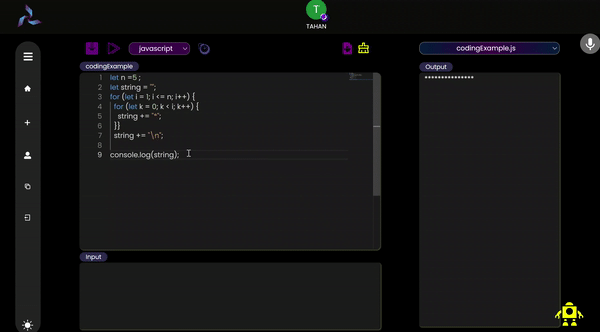 T
TAHAN
javascript
codingExample.js
codingExample
Output
1 let n =5 ;
2 let string = "";
3 for (let i = 1; i <= n; i++) {
4 for (let k = 0; k < i; k++) {
5 string += "*";
6 }}
7 string += "\n";
8
9 console.log(string);
***************
Input